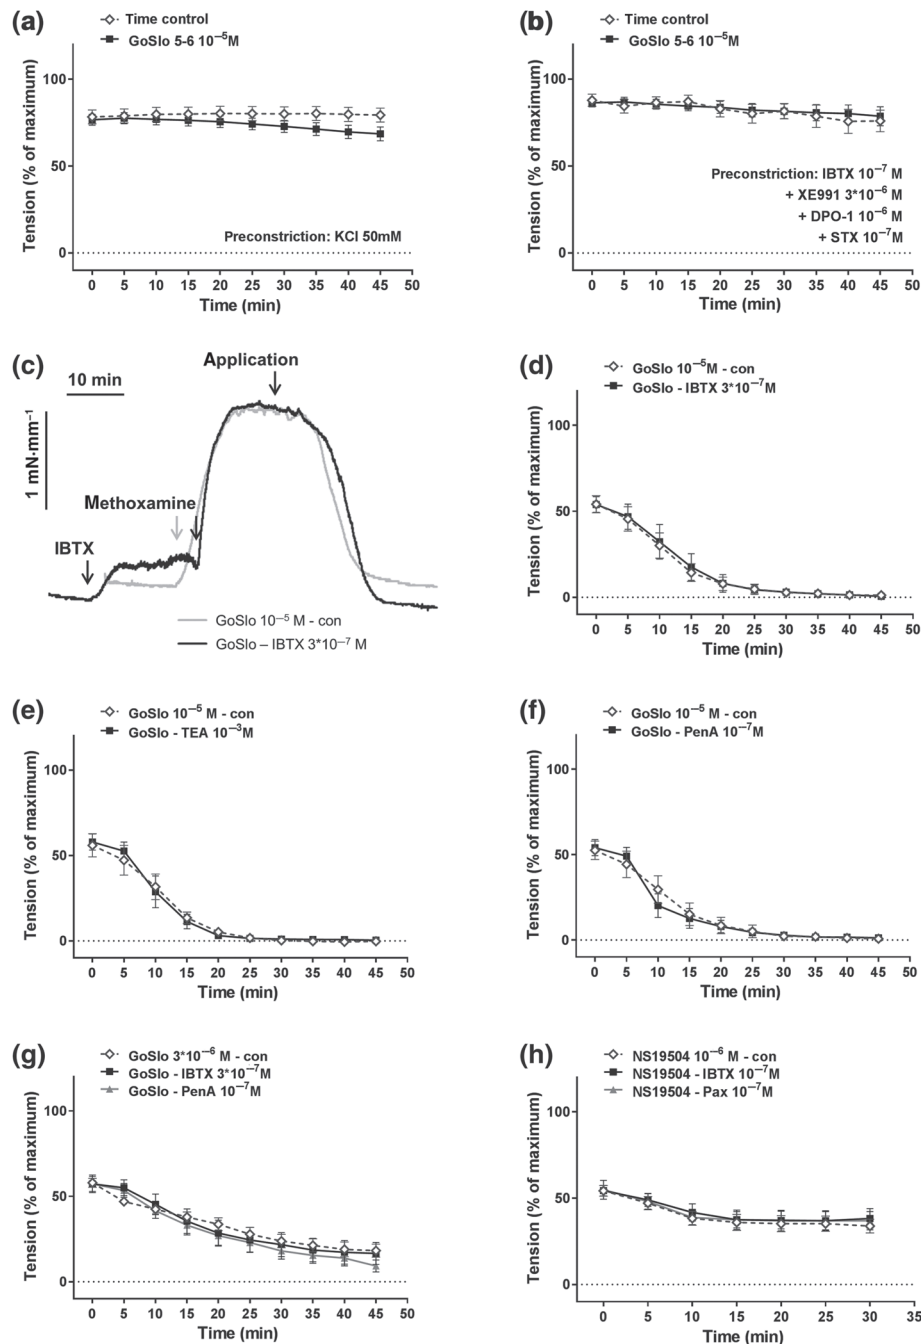 (a)
Time control
GoSlo 5-6 10⁻⁵M
Tension (% of maximum)
100
50
0
Preconstriction: KCl 50mM
0 5 10 15 20 25 30 35 40 45 50
Time (min)
(b)
Time control
GoSlo 5-6 10⁻⁵M
Tension (% of maximum)
100
50
0
Preconstriction: IBTX 10⁻⁷ M
+ XE991 3*10⁻⁶ M
+ DPO-1 10⁻⁶ M
+ STX 10⁻⁷M
0 5 10 15 20 25 30 35 40 45 50
Time (min)
(c)
10 min
Application
1 mN·mm⁻¹
Methoxamine
IBTX
GoSlo 10⁻⁵ M - con
GoSlo – IBTX 3*10⁻⁷ M
(d)
GoSlo 10⁻⁵M - con
GoSlo - IBTX 3*10⁻⁷M
Tension (% of maximum)
100
50
0
0 5 10 15 20 25 30 35 40 45 50
Time (min)
(e)
GoSlo 10⁻⁵ M - con
GoSlo - TEA 10⁻³M
Tension (% of maximum)
100
50
0
0 5 10 15 20 25 30 35 40 45 50
Time (min)
(f)
GoSlo 10⁻⁵ M - con
GoSlo - PenA 10⁻⁷M
Tension (% of maximum)
100
50
0
0 5 10 15 20 25 30 35 40 45 50
Time (min)
(g)
GoSlo 3*10⁻⁶ M - con
GoSlo - IBTX 3*10⁻⁷M
GoSlo - PenA 10⁻⁷M
Tension (% of maximum)
100
50
0
0 5 10 15 20 25 30 35 40 45 50
Time (min)
(h)
NS19504 10⁻⁶ M - con
NS19504 - IBTX 10⁻⁷M
NS19504 - Pax 10⁻⁷M
Tension (% of maximum)
100
50
0
0 5 10 15 20 25 30 35
Time (min)